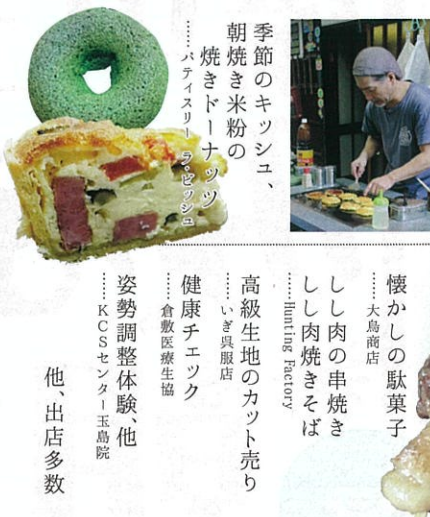 季節のキッシュ、
朝焼き米粉の
焼きドーナッツ
……パティスリー ラ・ビッシュ
懐かしの駄菓子
……大鳥商店
しし肉の串焼き
しし肉焼きそば
……Hunting Factory
高級生地のカット売り
……いぎ呉服店
健康チェック
……倉敷医療生協
姿勢調整体験、他
……KCSセンター玉島院
他、出店多数